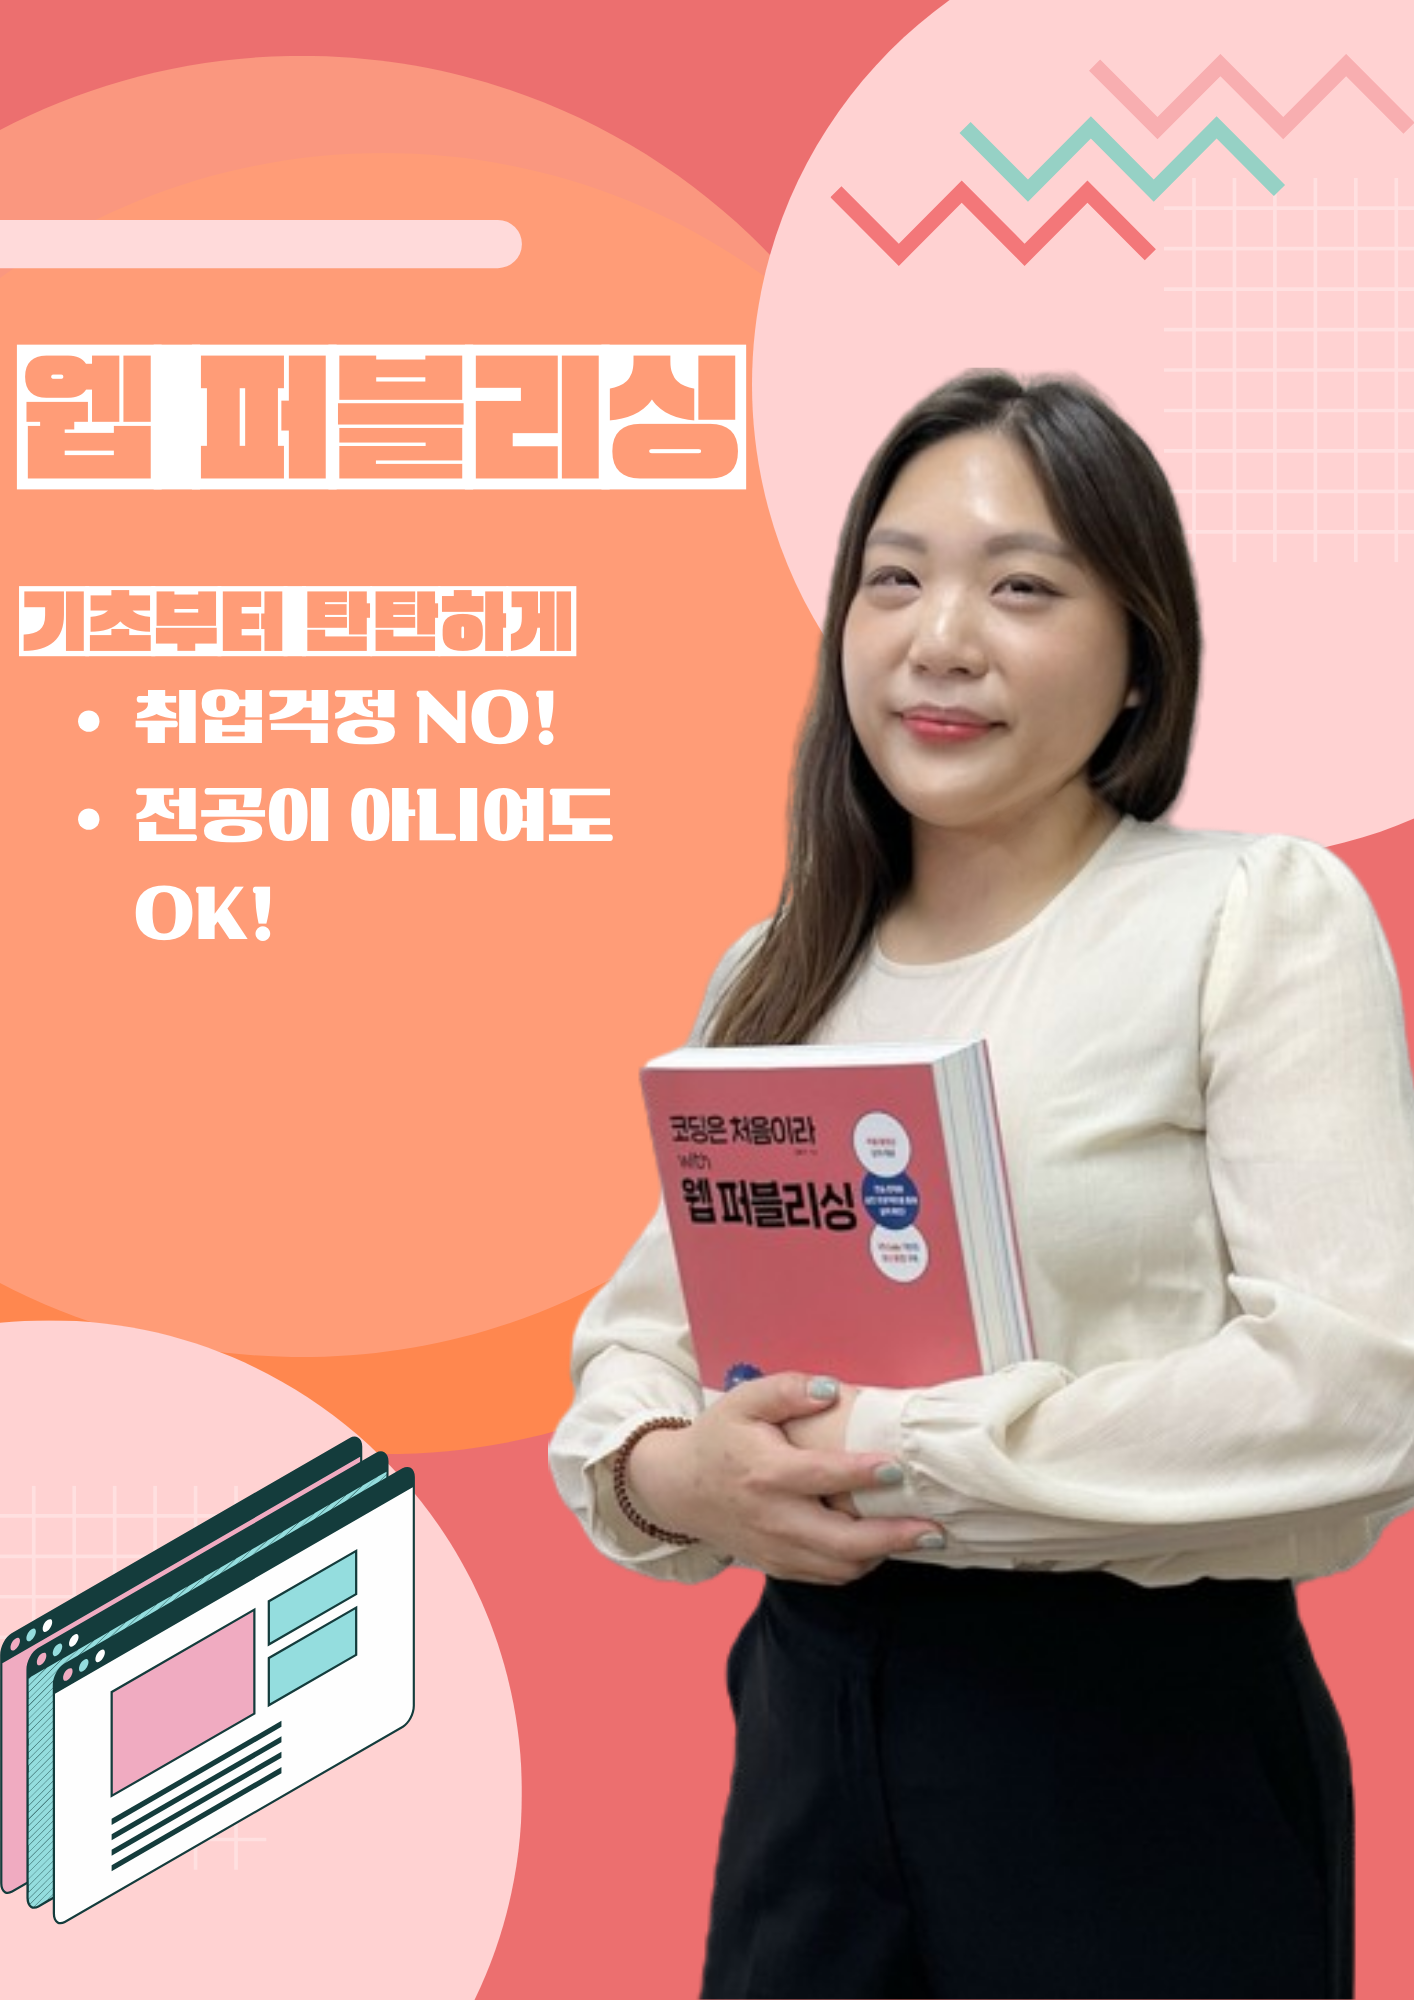 웹 퍼블리싱
기초부터 탄탄하게
• 취업걱정 NO!
• 전공이 아니여도
OK!
코딩은 처음이라
with
웹 퍼블리싱